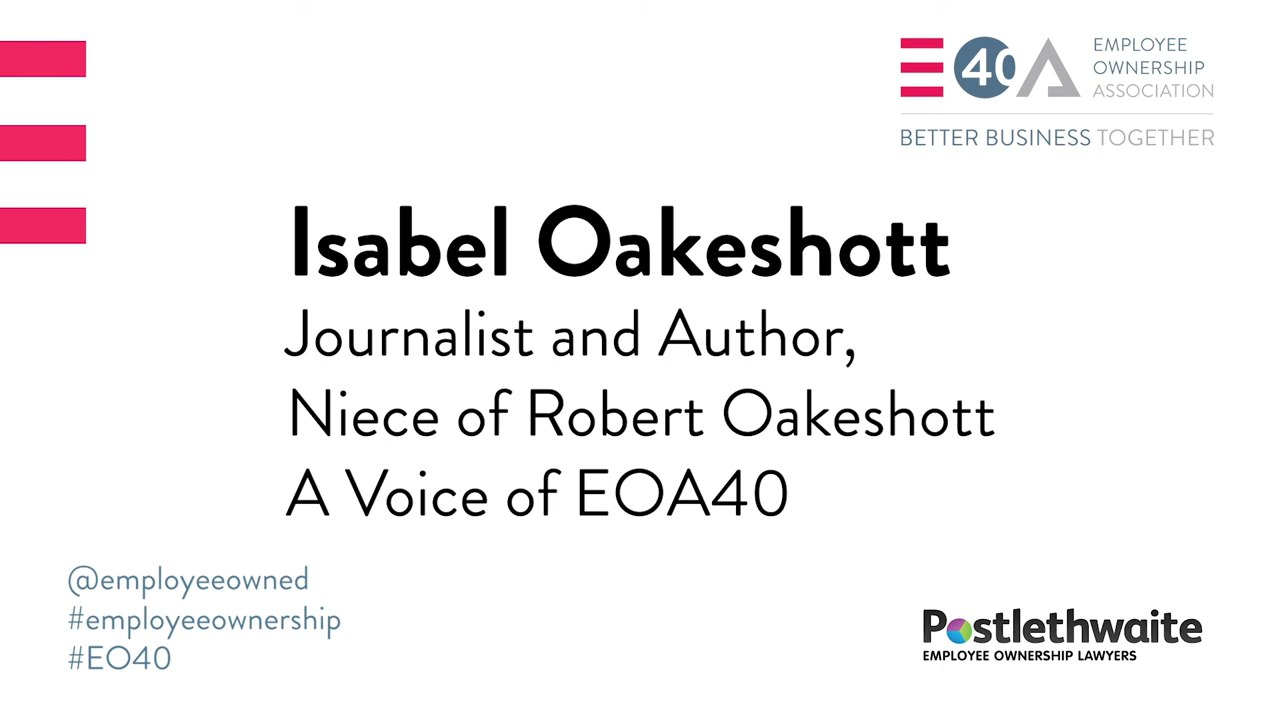 E40A
EMPLOYEE
OWNERSHIP
ASSOCIATION
BETTER BUSINESS TOGETHER
Isabel Oakeshott
Journalist and Author,
Niece of Robert Oakeshott
A Voice of EOA40
@employeeowned
#employeeownership
#EO40
Postlethwaite
EMPLOYEE OWNERSHIP LAWYERS